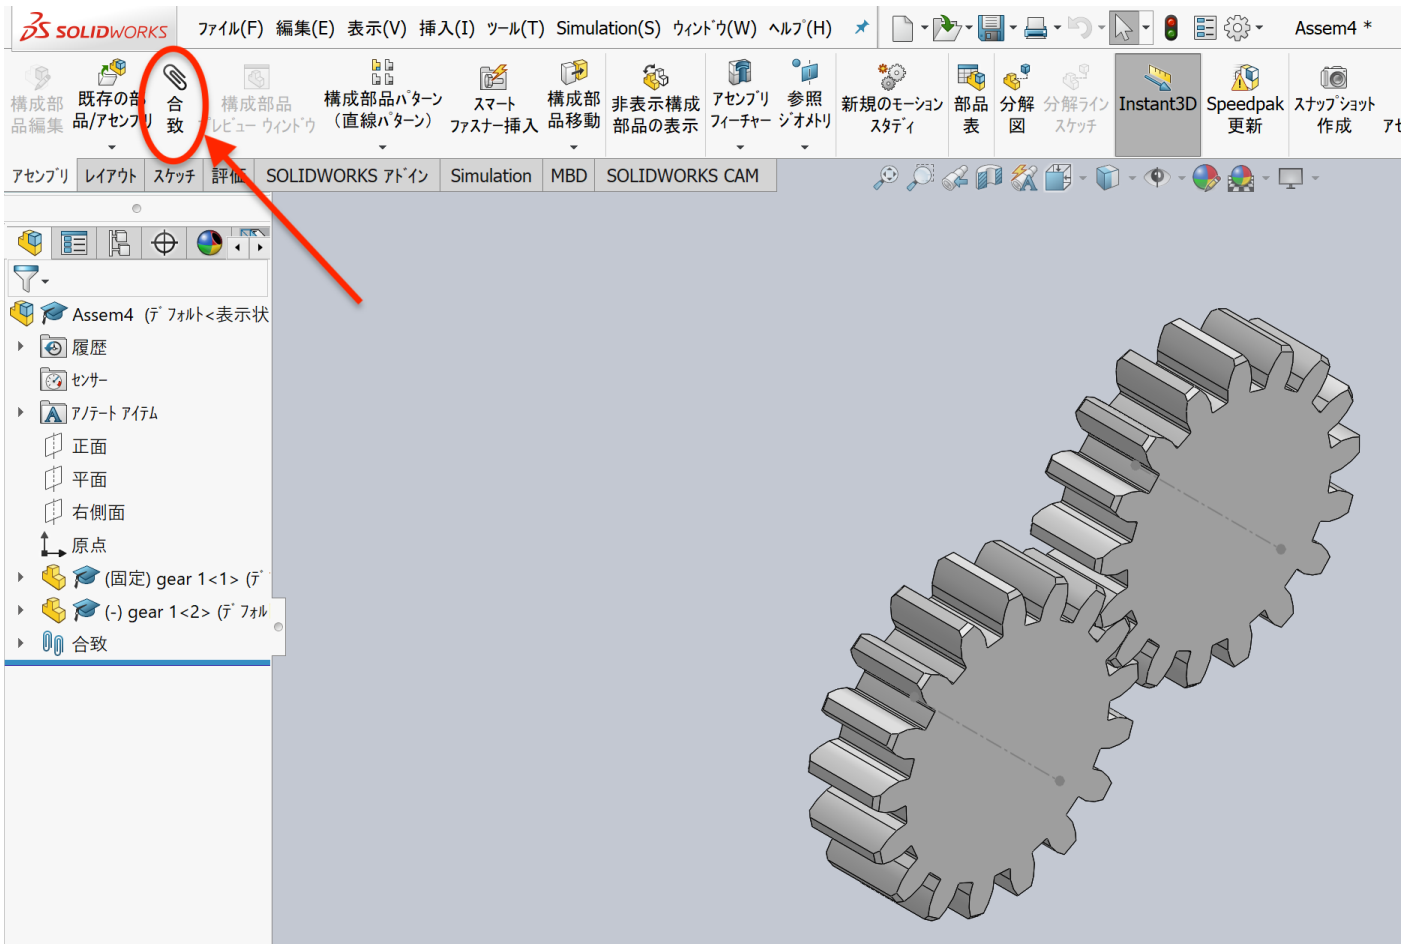 SOLIDWORKS
ファイル(F) 編集(E) 表示(V) 挿入(I) ツール(T) Simulation(S) ウィンドウ(W) ヘルプ(H)
Assem4 *
構成部
品編集
既存の部
品/アセンブリ
合
致
構成部品
プレビュー ウィンドウ
構成部品パターン
(直線パターン)
スマート
ファスナー挿入
構成部
品移動
非表示構成
部品の表示
アセンブリ
フィーチャー
参照
ジオメトリ
新規のモーション
スタディ
部品
表
分解
図
分解ライン
スケッチ
Instant3D
Speedpak
更新
スナップショット
作成
アセンブリ レイアウト スケッチ 評価 SOLIDWORKS アドイン Simulation MBD SOLIDWORKS CAM
Assem4 (デフォルト<表示状
履歴
センサー
アノテート アイテム
正面
平面
右側面
原点
(固定) gear 1<1> (デ
(-) gear 1<2> (デフォル
合致